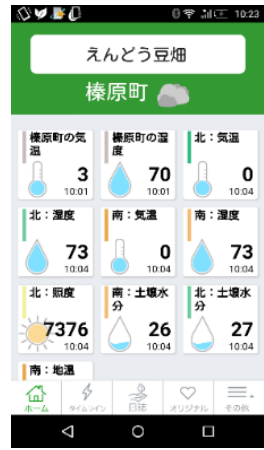 10:23
えんどう豆畑
榛原町
榛原町の気温
3
10:01
榛原町の湿度
70
10:01
北：気温
0
10:04
北：湿度
73
10:04
南：気温
0
10:04
南：湿度
73
10:04
北：照度
7376
10:04
南：土壌水分
26
10:04
北：土壌水分
27
10:04
南：地温
ホーム
タイムライン
日誌
オリジナル
その他